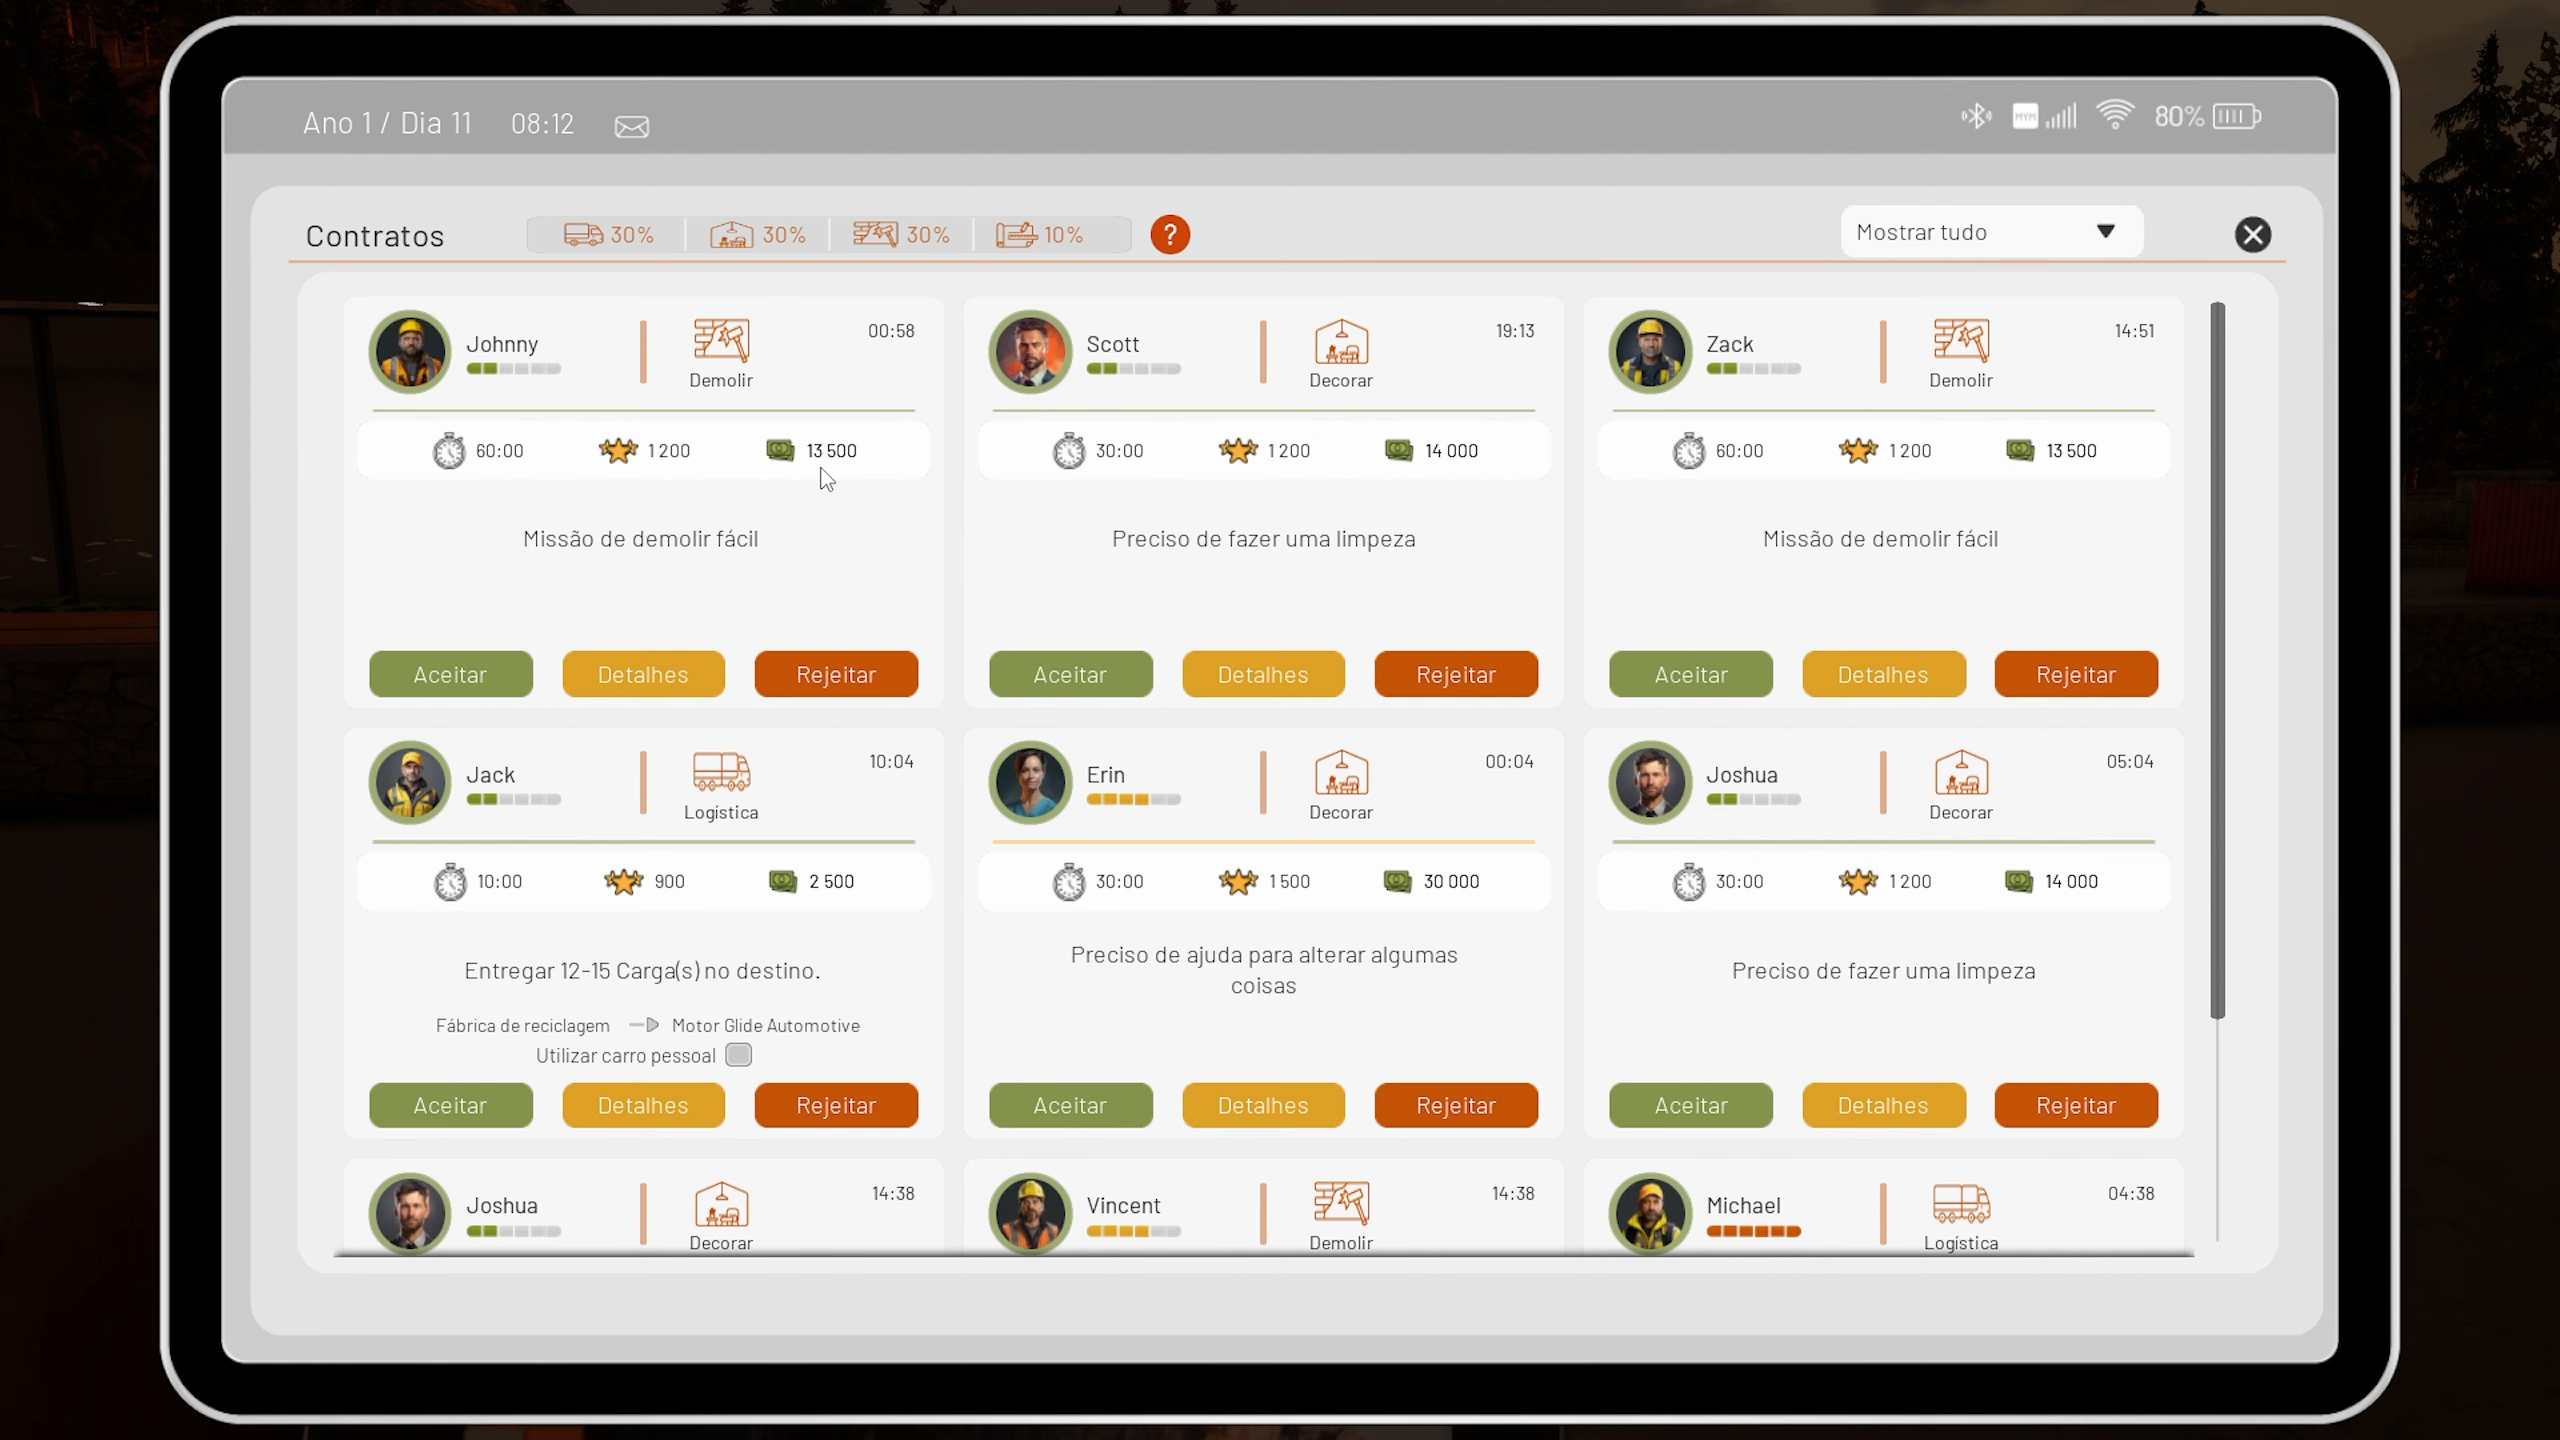 Ano 1 / Dia 11 08:12 MYM 80%
Contratos 30% 30% 30% 10% ? Mostrar tudo
Johnny Demolir 00:58
60:00 1 200 13 500
Missão de demolir fácil
Aceitar Detalhes Rejeitar
Scott Decorar 19:13
30:00 1 200 14 000
Preciso de fazer uma limpeza
Aceitar Detalhes Rejeitar
Zack Demolir 14:51
60:00 1 200 13 500
Missão de demolir fácil
Aceitar Detalhes Rejeitar
Jack Logística 10:04
10:00 900 2 500
Entregar 12-15 Carga(s) no destino.
Fábrica de reciclagem Motor Glide Automotive
Utilizar carro pessoal
Aceitar Detalhes Rejeitar
Erin Decorar 00:04
30:00 1 500 30 000
Preciso de ajuda para alterar algumas
coisas
Aceitar Detalhes Rejeitar
Joshua Decorar 05:04
30:00 1 200 14 000
Preciso de fazer uma limpeza
Aceitar Detalhes Rejeitar
Joshua Decorar 14:38
Vincent Demolir 14:38
Michael Logística 04:38